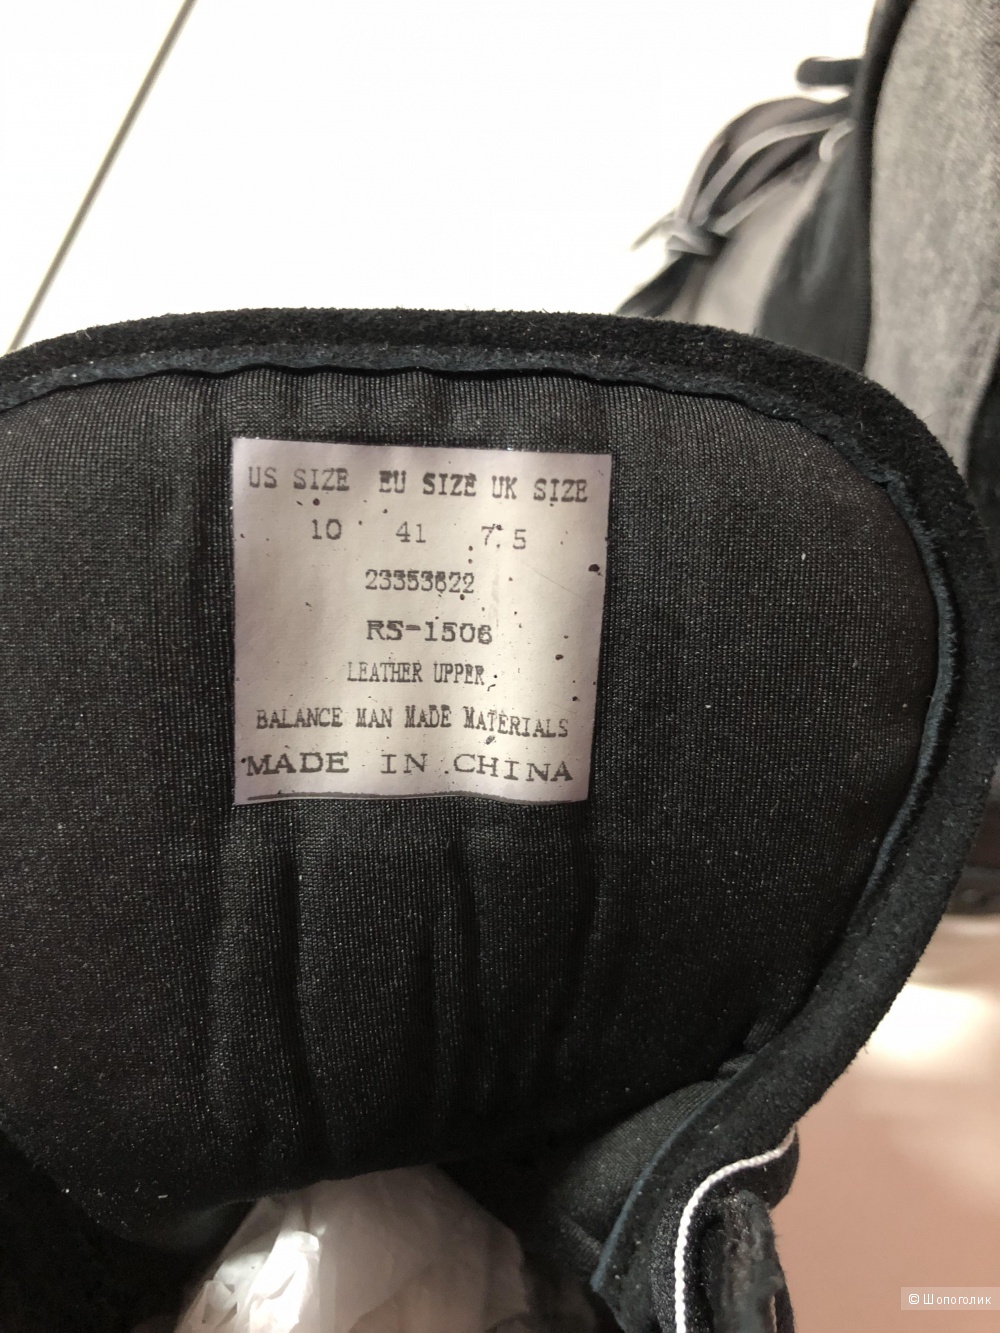 US SIZE EU SIZE UK SIZE
10 41 7.5
23353622
RS-1506
LEATHER UPPER
BALANCE MAN MADE MATERIALS
MADE IN CHINA
© Шопоголик